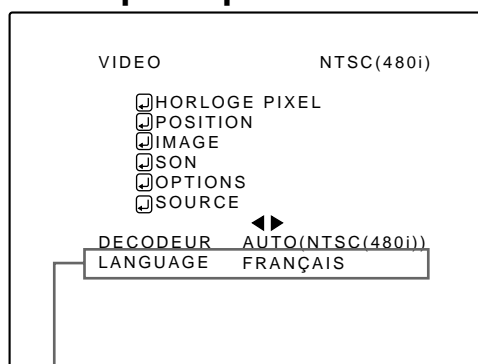 VIDEO NTSC(480i)
HORLOGE PIXEL
POSITION
IMAGE
SON
OPTIONS
SOURCE
DECODEUR AUTO(NTSC(480i))
LANGUAGE FRANÇAIS